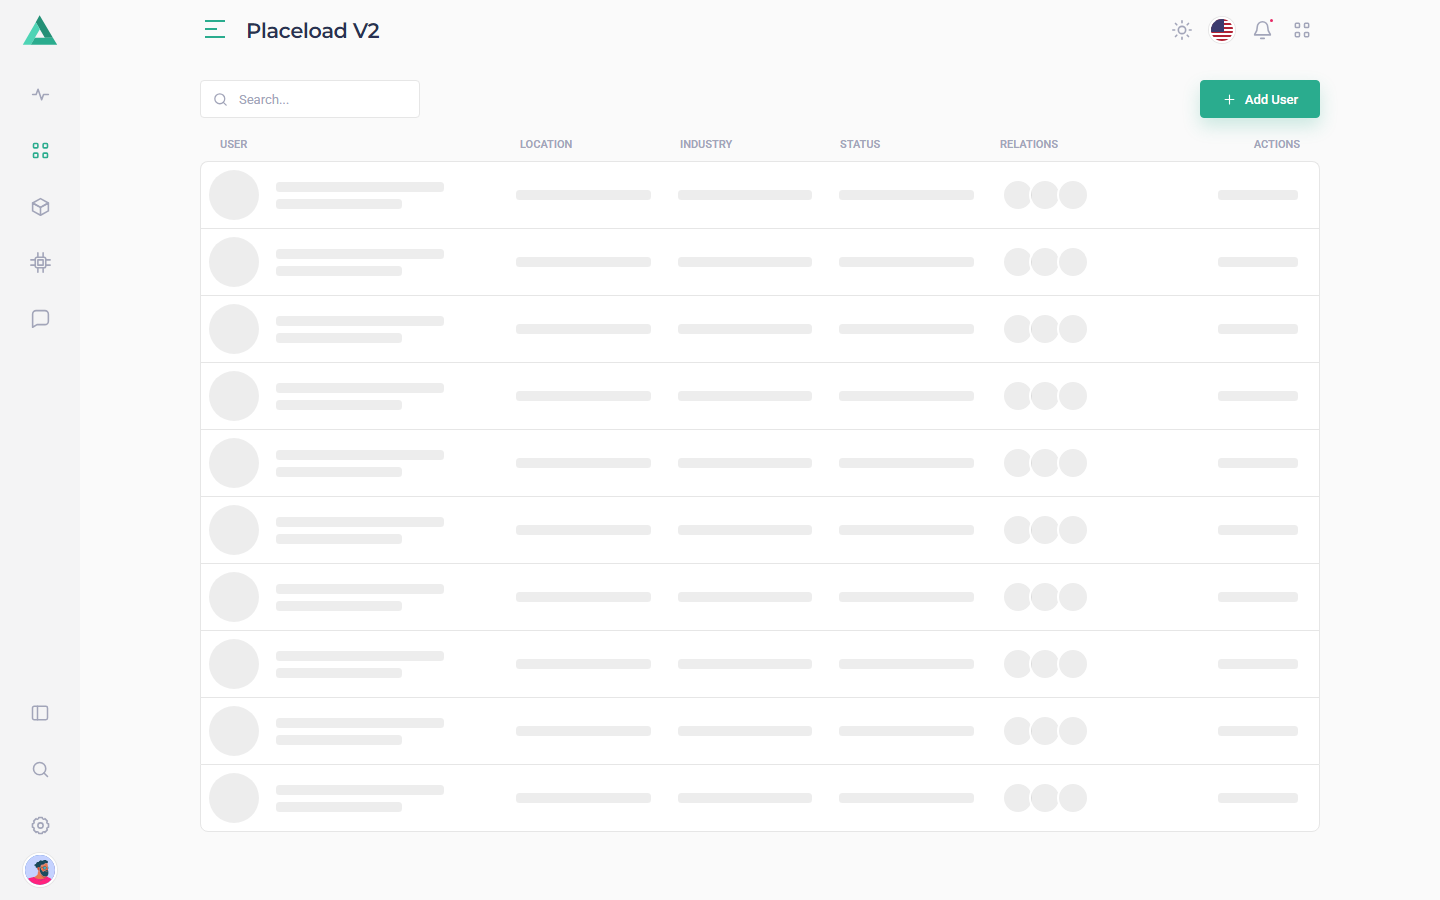 Placeload V2
Search...
Add User
USER LOCATION INDUSTRY STATUS RELATIONS ACTIONS